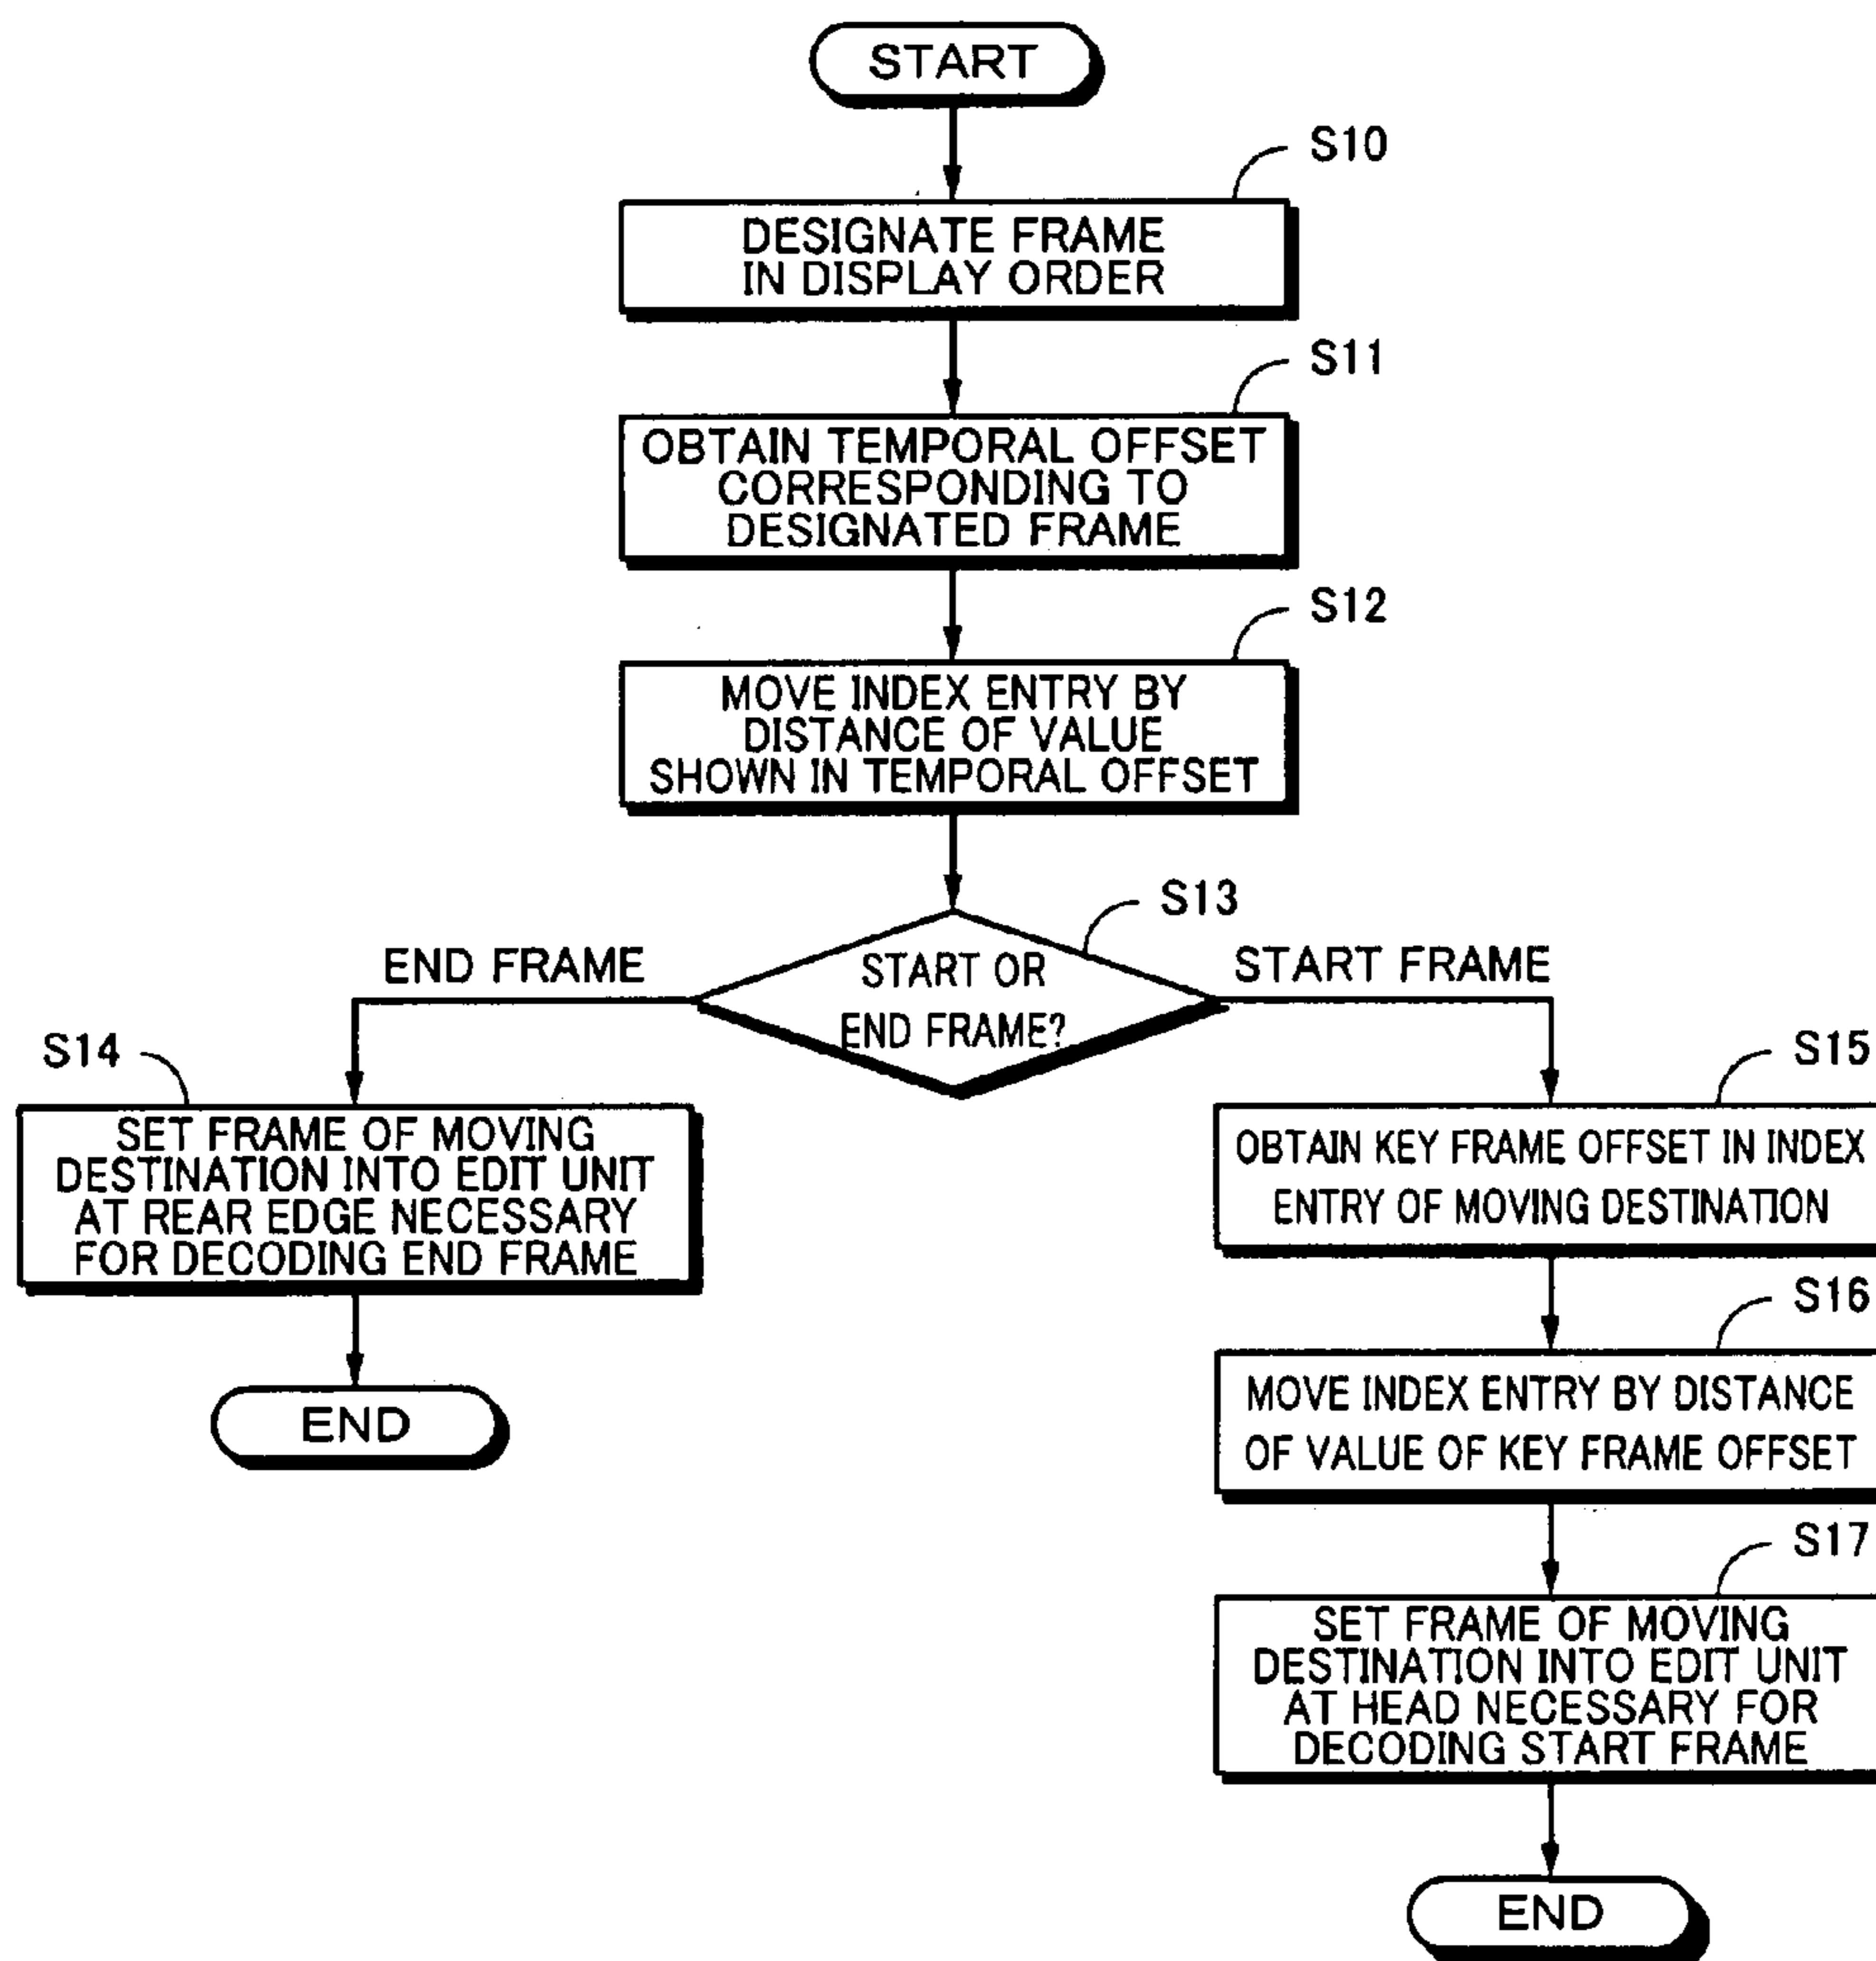 START
S10
DESIGNATE FRAME
IN DISPLAY ORDER
S11
OBTAIN TEMPORAL OFFSET
CORRESPONDING TO
DESIGNATED FRAME
S12
MOVE INDEX ENTRY BY
DISTANCE OF VALUE
SHOWN IN TEMPORAL OFFSET
S13
START OR
END FRAME?
END FRAME
START FRAME
S14
SET FRAME OF MOVING
DESTINATION INTO EDIT UNIT
AT REAR EDGE NECESSARY
FOR DECODING END FRAME
END
S15
OBTAIN KEY FRAME OFFSET IN INDEX
ENTRY OF MOVING DESTINATION
S16
MOVE INDEX ENTRY BY DISTANCE
OF VALUE OF KEY FRAME OFFSET
S17
SET FRAME OF MOVING
DESTINATION INTO EDIT UNIT
AT HEAD NECESSARY FOR
DECODING START FRAME
END